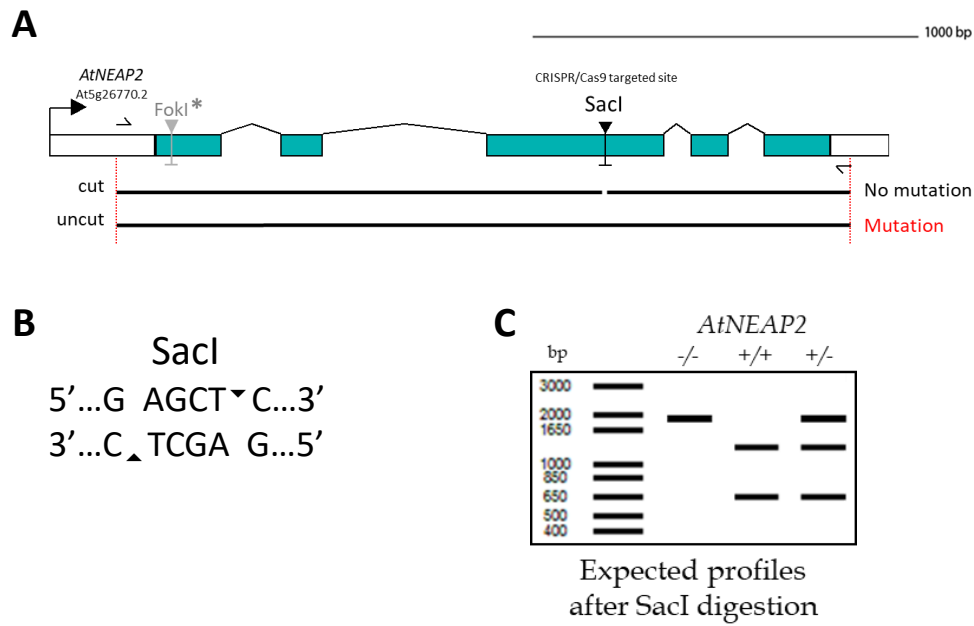 A
1000 bp
AtNEAP2
At5g26770.2
CRISPR/Cas9 targeted site
FokI*
SacI
cut
No mutation
uncut
Mutation
B
SacI
5’...G AGCT▼C...3’
3’...C▲TCGA G...5’
C
AtNEAP2
bp -/- +/+ +/-
3000
2000
1650
1000
850
650
500
400
Expected profiles
after SacI digestion